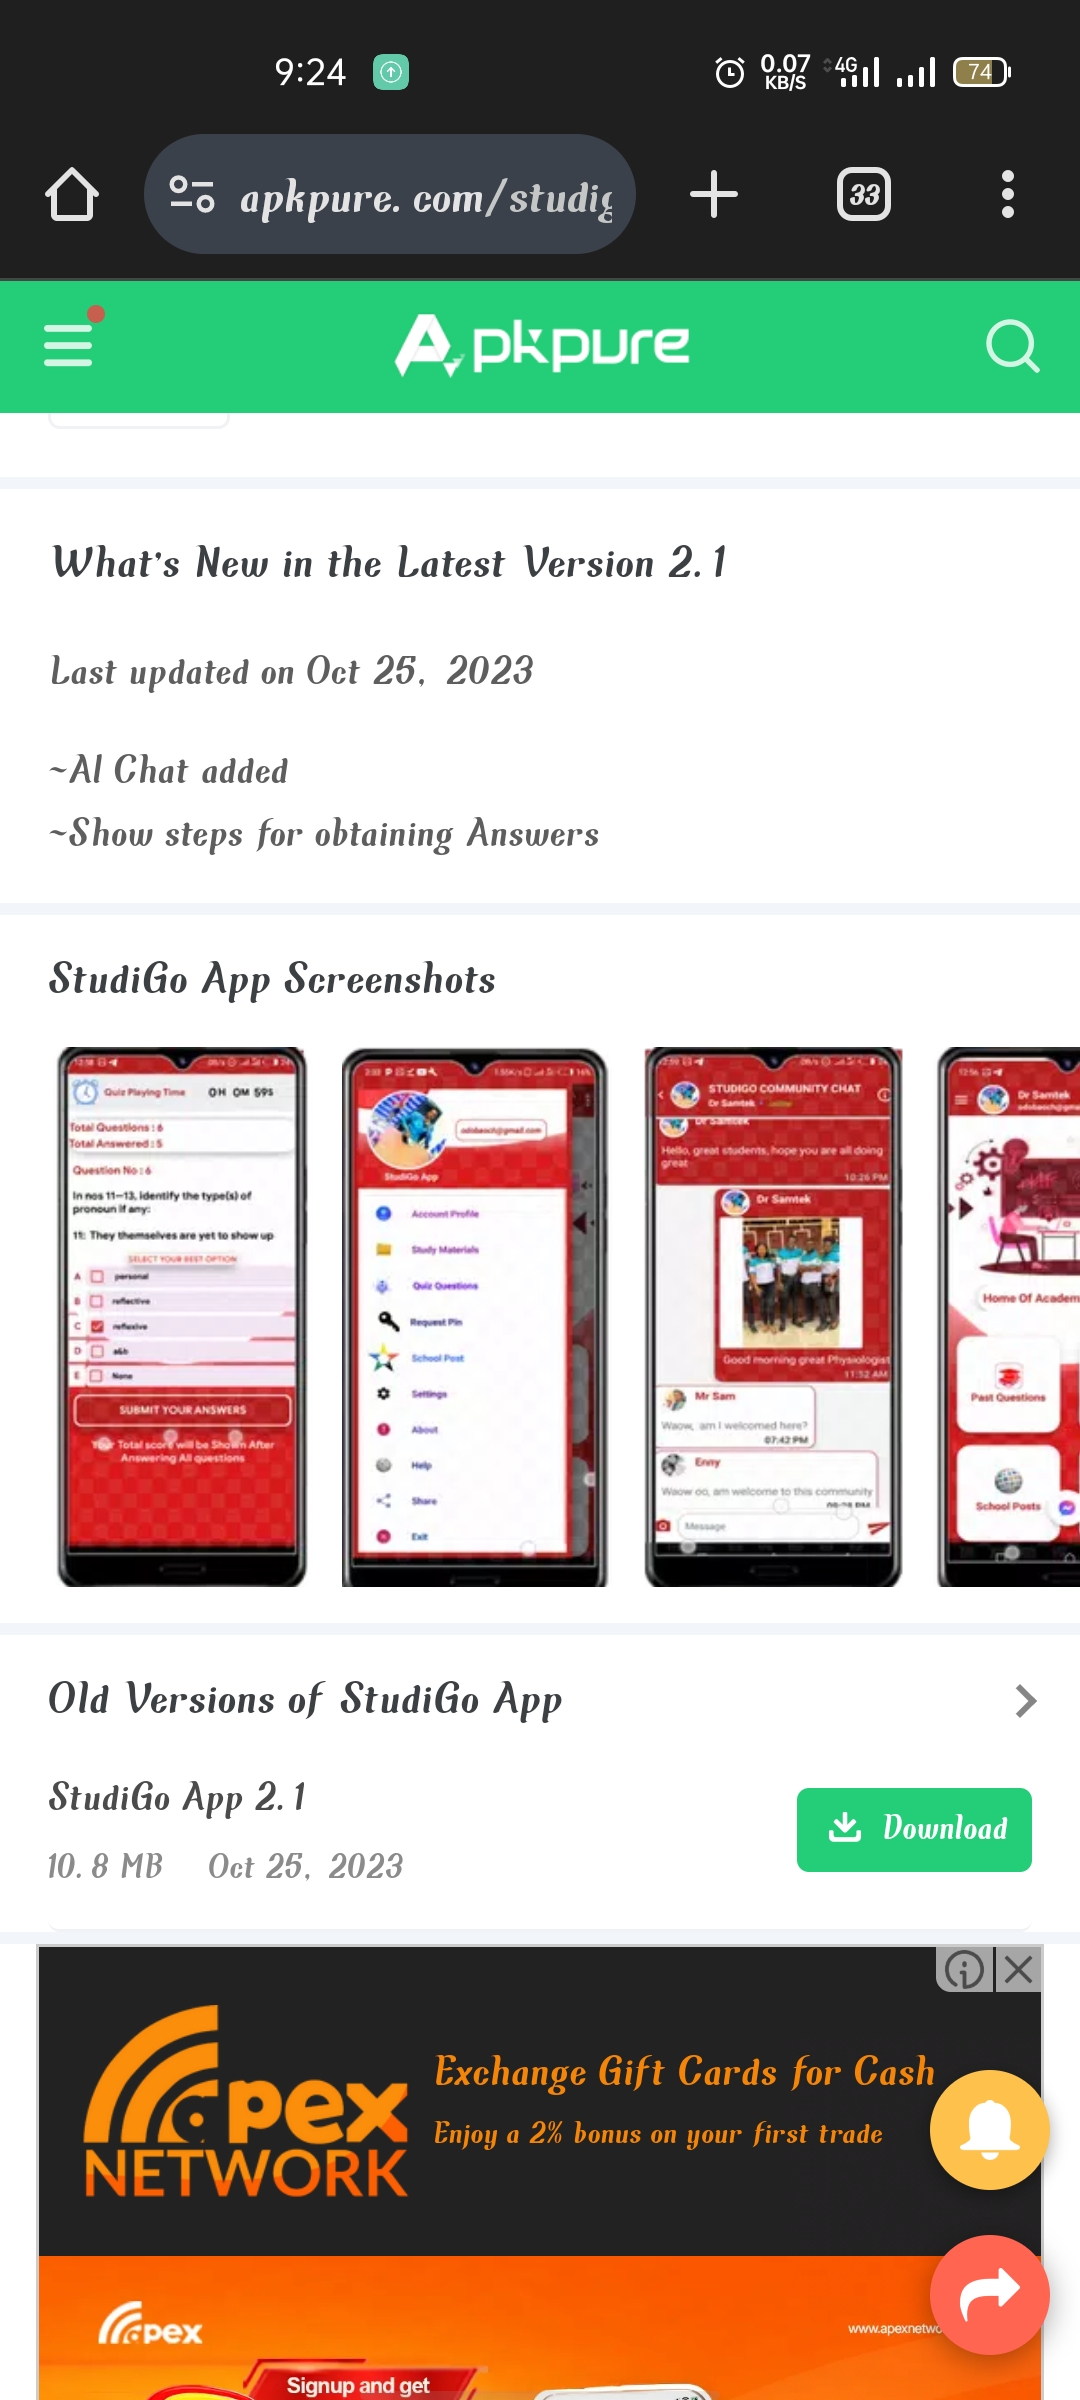 9:24
0.07
KB/S
4G
74
apkpure. com/studig
33
Apkpure
What's New in the Latest Version 2. 1
Last updated on Oct 25, 2023
~AI Chat added
~Show steps for obtaining Answers
StudiGo App Screenshots
Quiz Playing Time 0H 0M 59S
Total Questions : 6
Total Answered : 5
Question No : 6
In nos 11-13, identify the type(s) of
pronoun if any:
11: They themselves are yet to show up
SELECT YOUR BEST OPTION
A personal
B reflective
C reflexive
D a&b
E None
SUBMIT YOUR ANSWERS
Your Total score will be Shown After
Answering All questions
StudiGo App
Account Profile
Study Materials
Quiz Questions
Request Pin
School Post
Settings
About
Help
Share
Exit
STUDIGO COMMUNITY CHAT
Dr Samtek
Dr Samtek
Hello, great students, hope you are all doing
great
10:26 PM
Dr Samtek
Good morning great Physiologist
11:52 AM
Mr Sam
Waow, am I welcomed here?
07:42 PM
Enny
Waow oo, am welcome to this community
Message
Dr Samtek
Home Of Academ
Past Questions
School Posts
Old Versions of StudiGo App
StudiGo App 2. 1
10. 8 MB Oct 25, 2023
Download
apex
NETWORK
Exchange Gift Cards for Cash
Enjoy a 2% bonus on your first trade
apex
www.apexnetwo
Signup and get